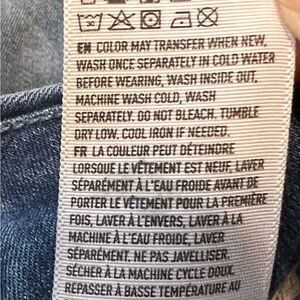 EN COLOR MAY TRANSFER WHEN NEW,
WASH ONCE SEPARATELY IN COLD WATER
BEFORE WEARING, WASH INSIDE OUT,
MACHINE WASH COLD, WASH
SEPARATELY. DO NOT BLEACH. TUMBLE
DRY LOW. COOL IRON IF NEEDED.
FR LA COULEUR PEUT DÉTEINDRE
LORSQUE LE VÊTEMENT EST NEUF, LAVER
SÉPARÉMENT À L'EAU FROIDE AVANT DE
PORTER LE VÊTEMENT POUR LA PREMIÈRE
FOIS, LAVER À L'ENVERS, LAVER À LA
MACHINE À L'EAU FROIDE, LAVER
SÉPARÉMENT. NE PAS JAVELLISER.
SÉCHER À LA MACHINE CYCLE DOUX.
REPASSER À BASSE TEMPÉRATURE AU